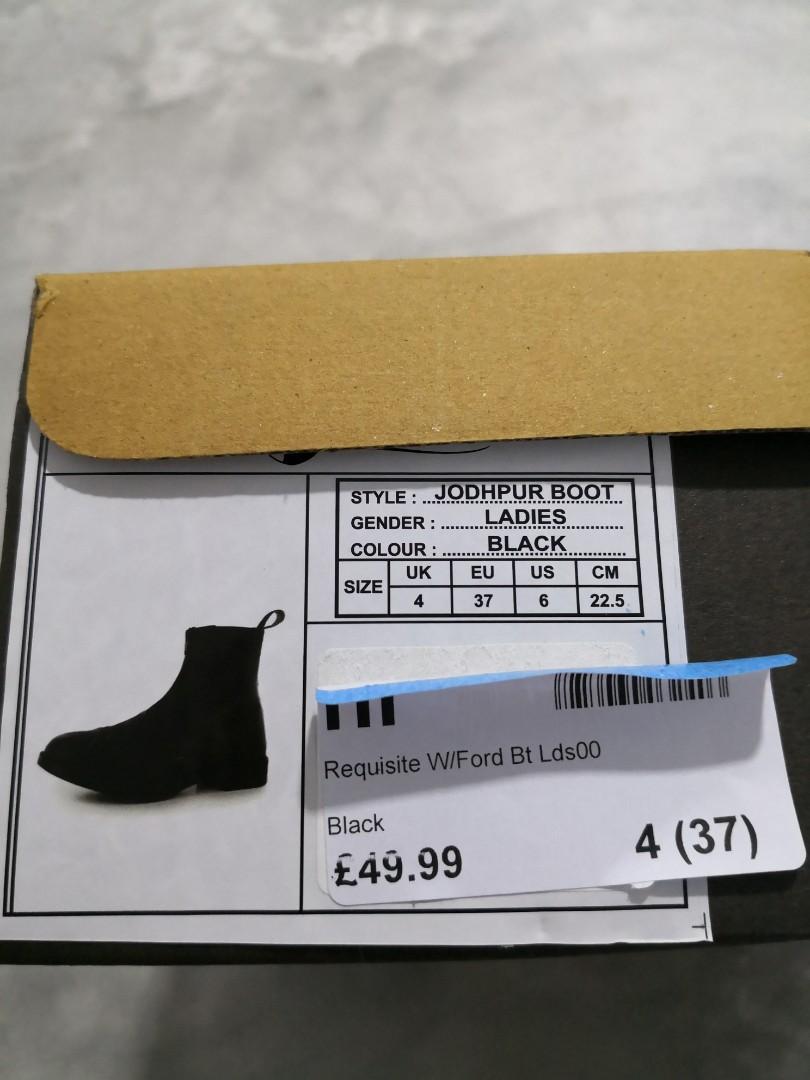 STYLE : JODHPUR BOOT
GENDER : LADIES
COLOUR : BLACK
SIZE UK EU US CM
4 37 6 22.5
Requisite W/Ford Bt Lds00
Black
£49.99 4 (37)